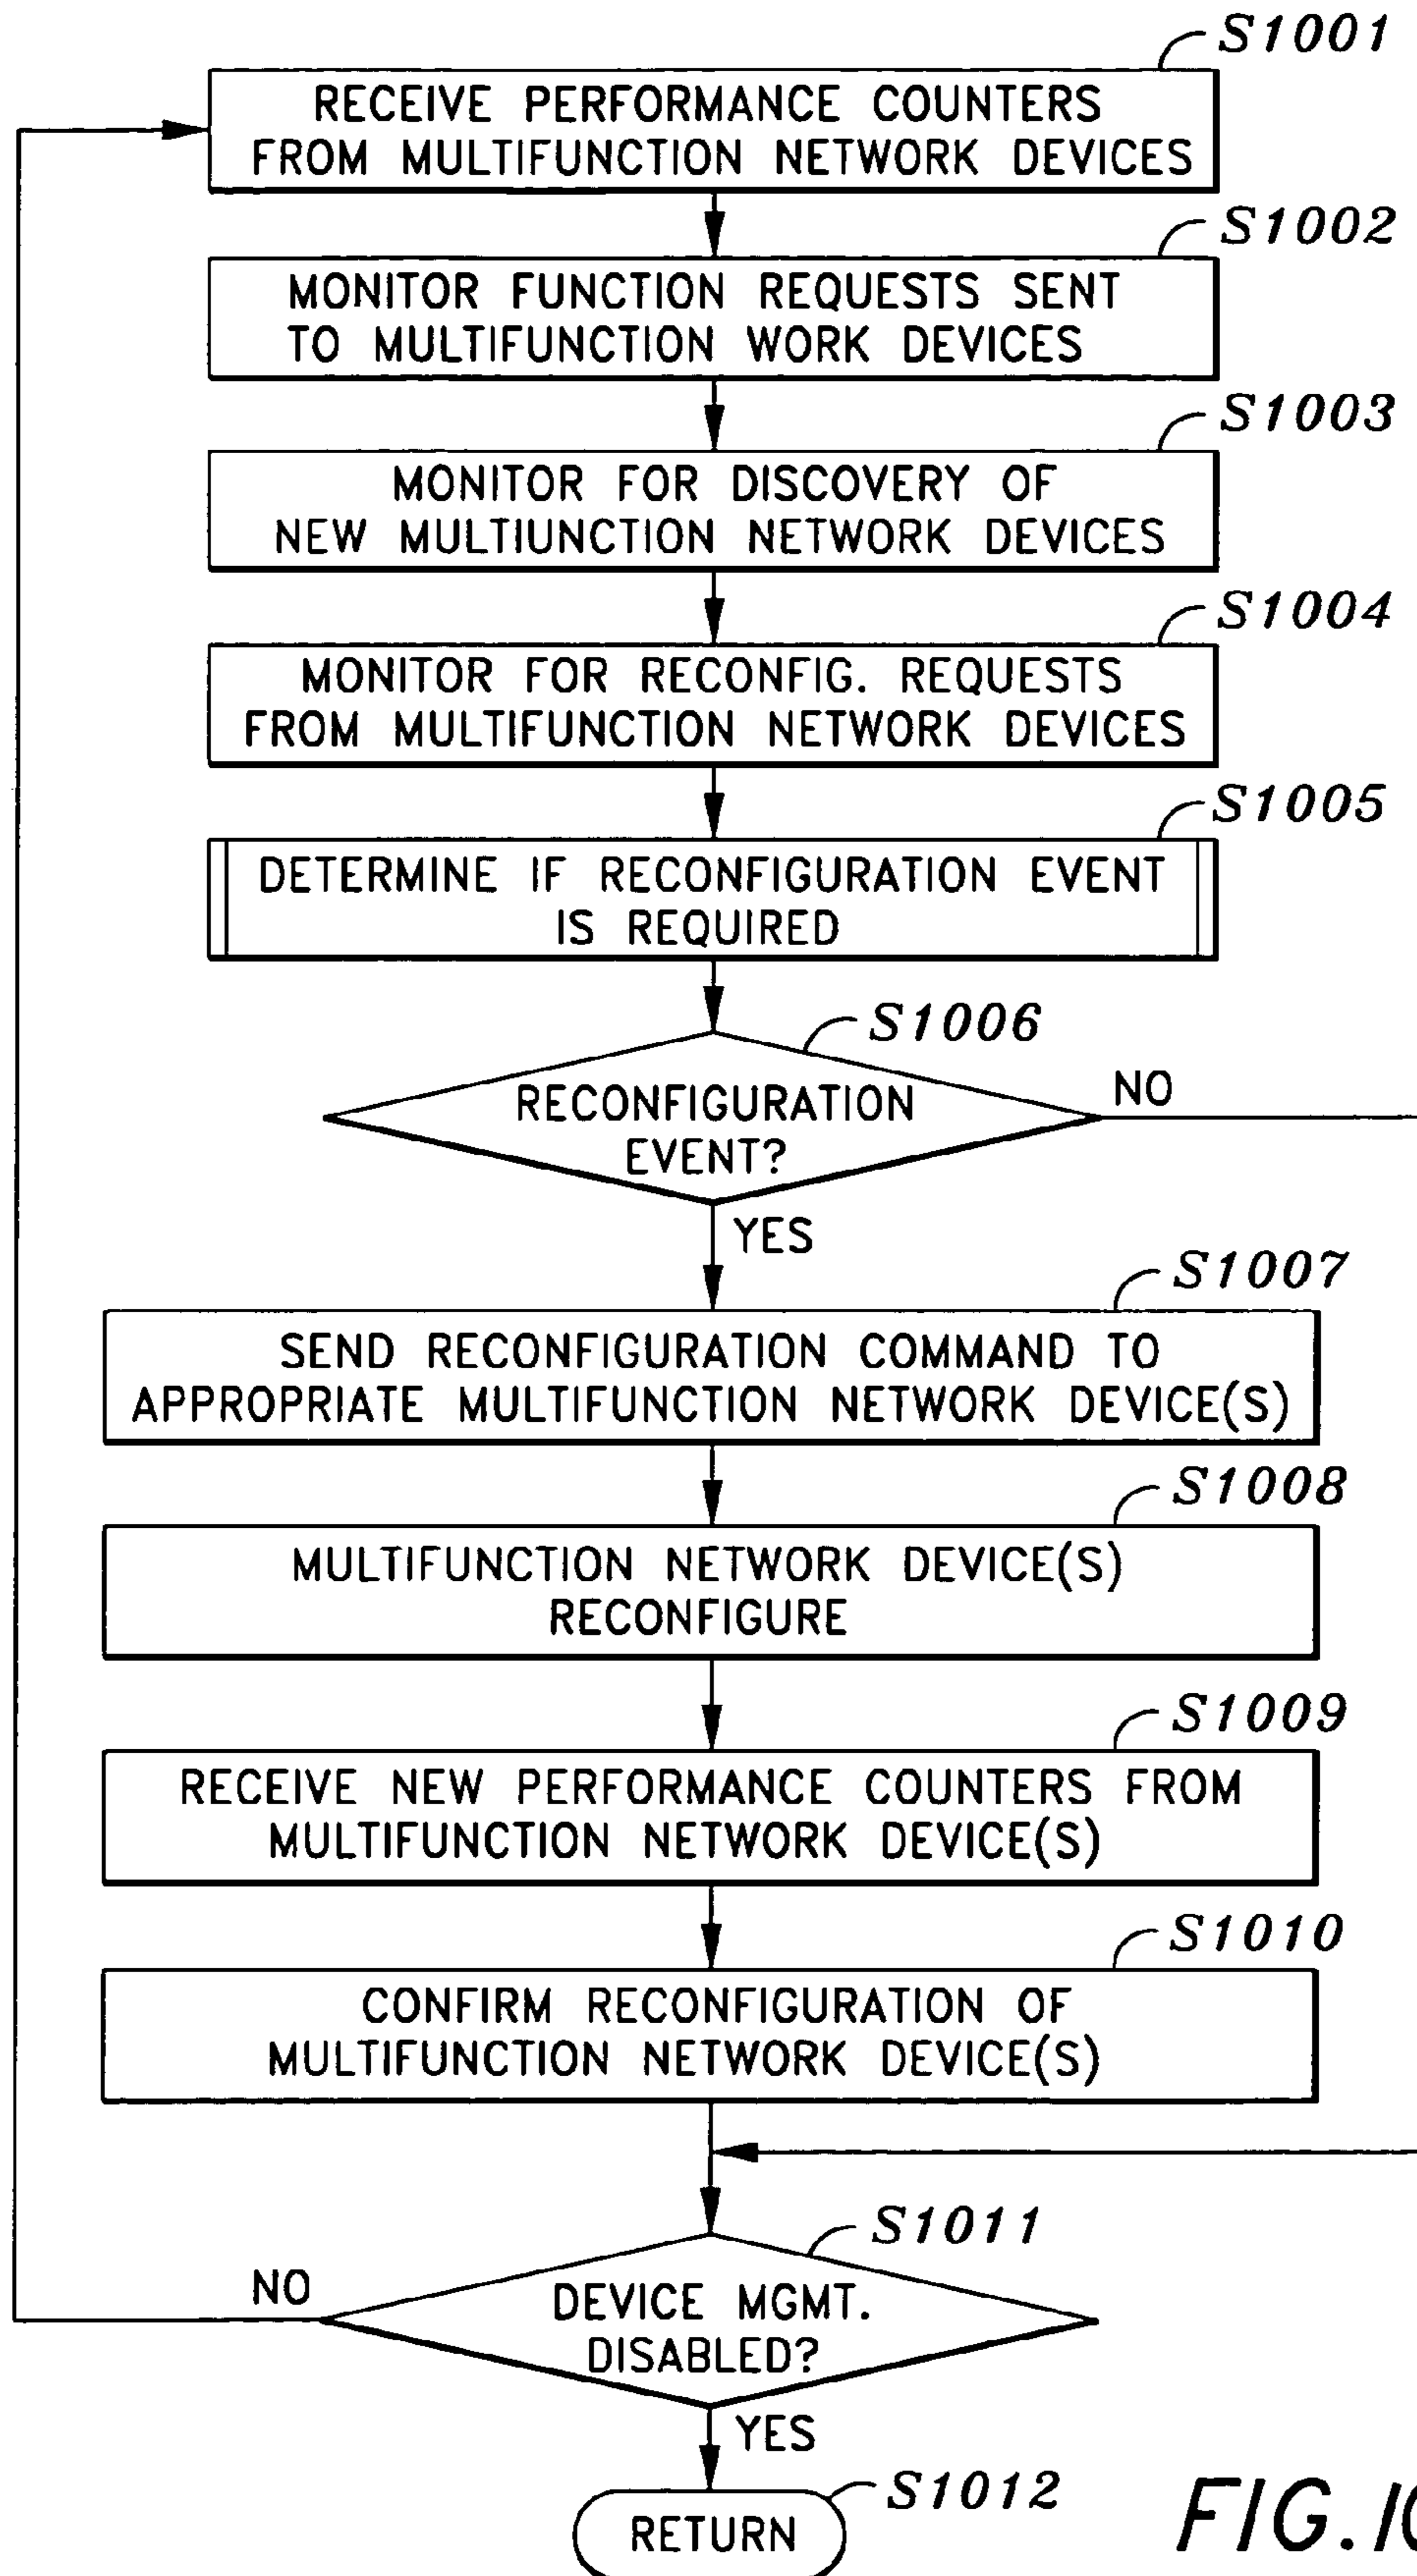 S1001
RECEIVE PERFORMANCE COUNTERS
FROM MULTIFUNCTION NETWORK DEVICES
S1002
MONITOR FUNCTION REQUESTS SENT
TO MULTIFUNCTION WORK DEVICES
S1003
MONITOR FOR DISCOVERY OF
NEW MULTIUNCTION NETWORK DEVICES
S1004
MONITOR FOR RECONFIG. REQUESTS
FROM MULTIFUNCTION NETWORK DEVICES
S1005
DETERMINE IF RECONFIGURATION EVENT
IS REQUIRED
S1006
RECONFIGURATION
EVENT?
NO
YES
S1007
SEND RECONFIGURATION COMMAND TO
APPROPRIATE MULTIFUNCTION NETWORK DEVICE(S)
S1008
MULTIFUNCTION NETWORK DEVICE(S)
RECONFIGURE
S1009
RECEIVE NEW PERFORMANCE COUNTERS FROM
MULTIFUNCTION NETWORK DEVICE(S)
S1010
CONFIRM RECONFIGURATION OF
MULTIFUNCTION NETWORK DEVICE(S)
S1011
DEVICE MGMT.
DISABLED?
NO
YES
S1012
RETURN
FIG. 10